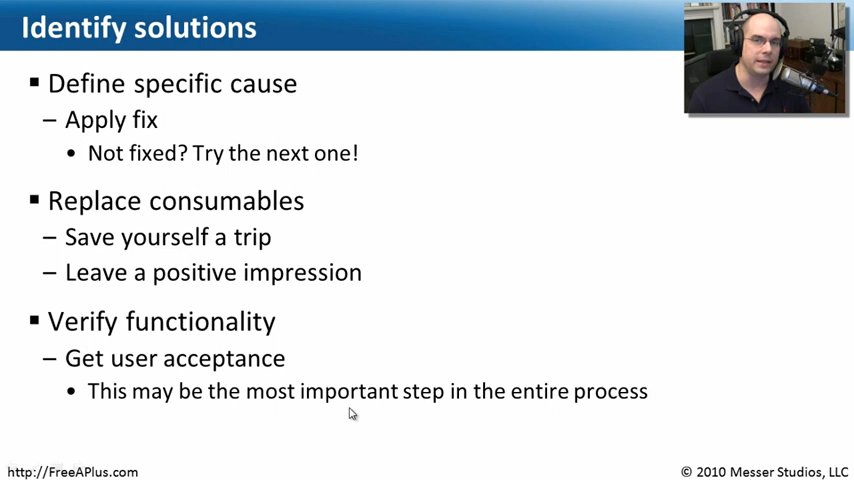 Identify solutions
▪ Define specific cause
– Apply fix
• Not fixed? Try the next one!
▪ Replace consumables
– Save yourself a trip
– Leave a positive impression
▪ Verify functionality
– Get user acceptance
• This may be the most important step in the entire process
http://FreeAPlus.com
© 2010 Messer Studios, LLC